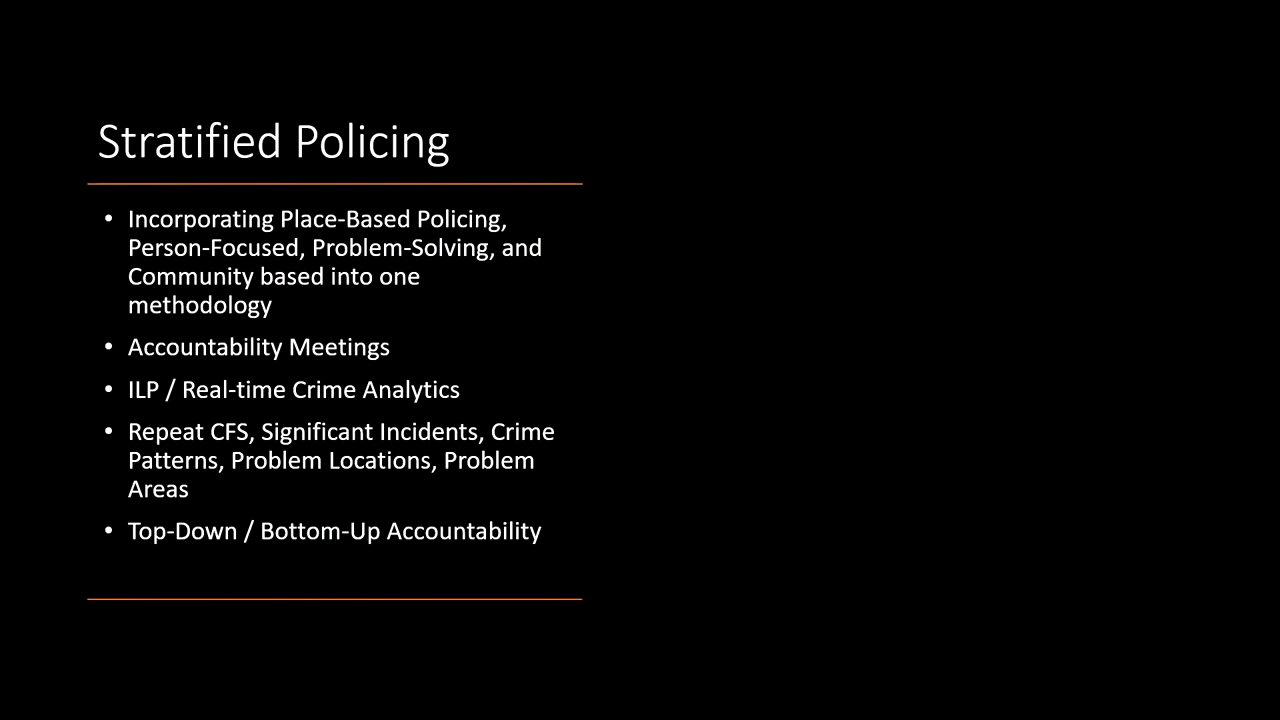 Stratified Policing
• Incorporating Place-Based Policing,
Person-Focused, Problem-Solving, and
Community based into one
methodology
• Accountability Meetings
• ILP / Real-time Crime Analytics
• Repeat CFS, Significant Incidents, Crime
Patterns, Problem Locations, Problem
Areas
• Top-Down / Bottom-Up Accountability